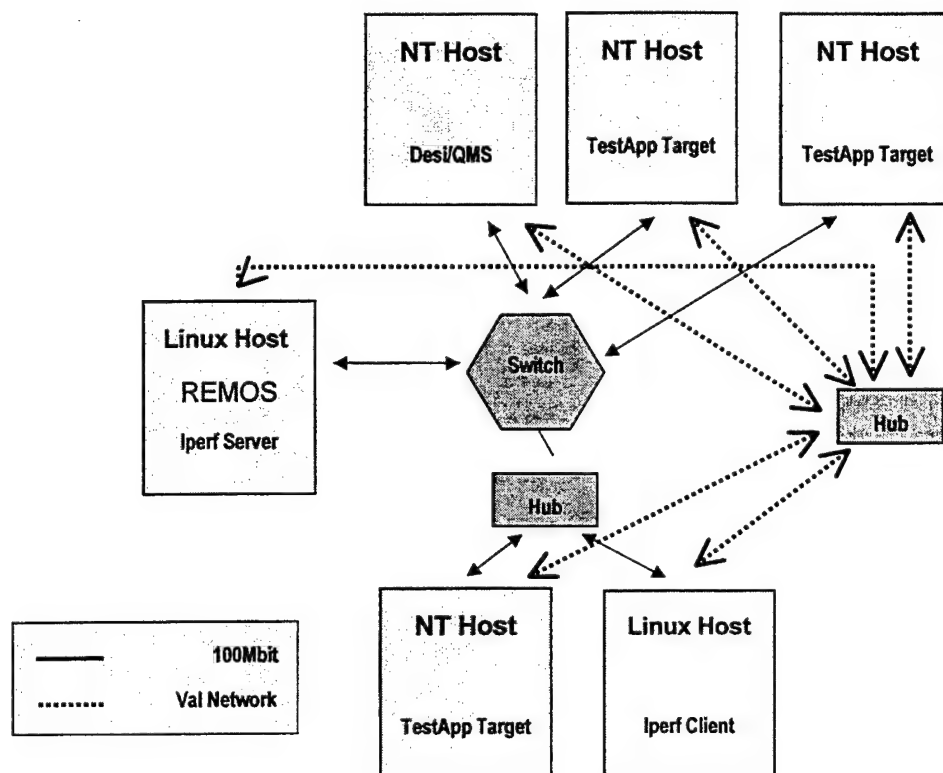 NT Host
Desi/QMS
NT Host
TestApp Target
NT Host
TestApp Target
Linux Host
REMOS
Iperf Server
Switch
Hub
Hub
NT Host
TestApp Target
Linux Host
Iperf Client
100Mbit
Val Network